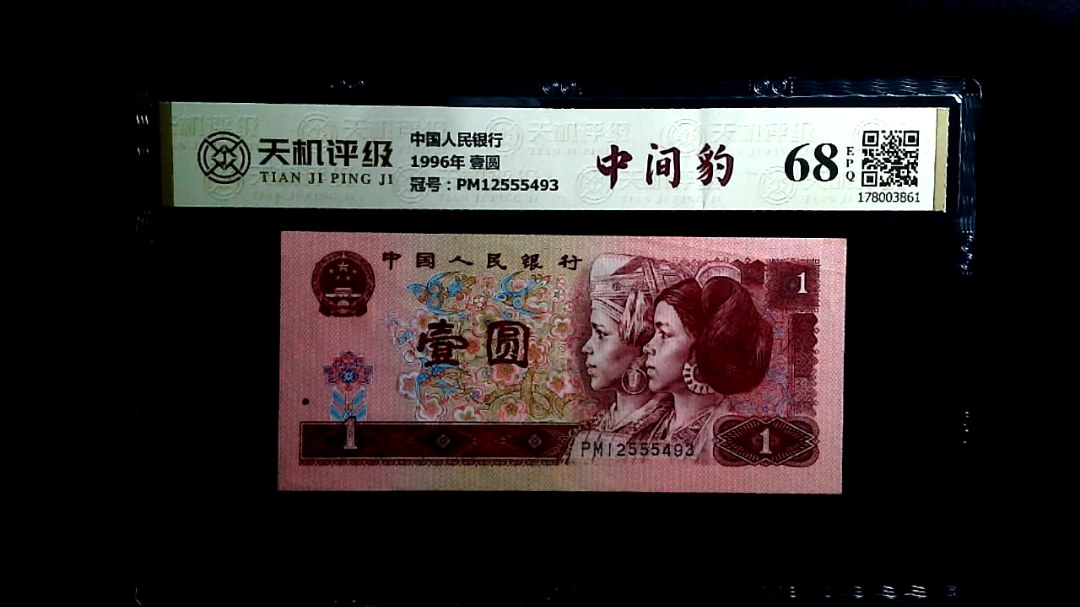 天机评级
TIAN JI PING JI
中国人民银行
1996年 壹圆
冠号：PM12555493
中间豹
68
EPQ
178003861
中国人民银行
1
壹圆
1
PM12555493
1